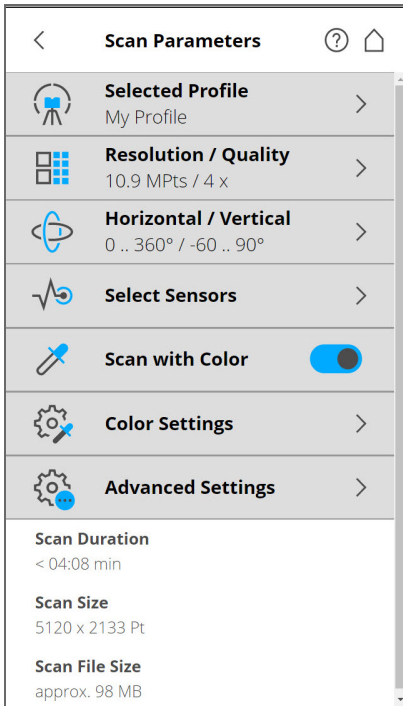 Scan Parameters
Selected Profile
My Profile
Resolution / Quality
10.9 MPts / 4 x
Horizontal / Vertical
0 .. 360° / -60 .. 90°
Select Sensors
Scan with Color
Color Settings
Advanced Settings
Scan Duration
< 04:08 min
Scan Size
5120 x 2133 Pt
Scan File Size
approx. 98 MB